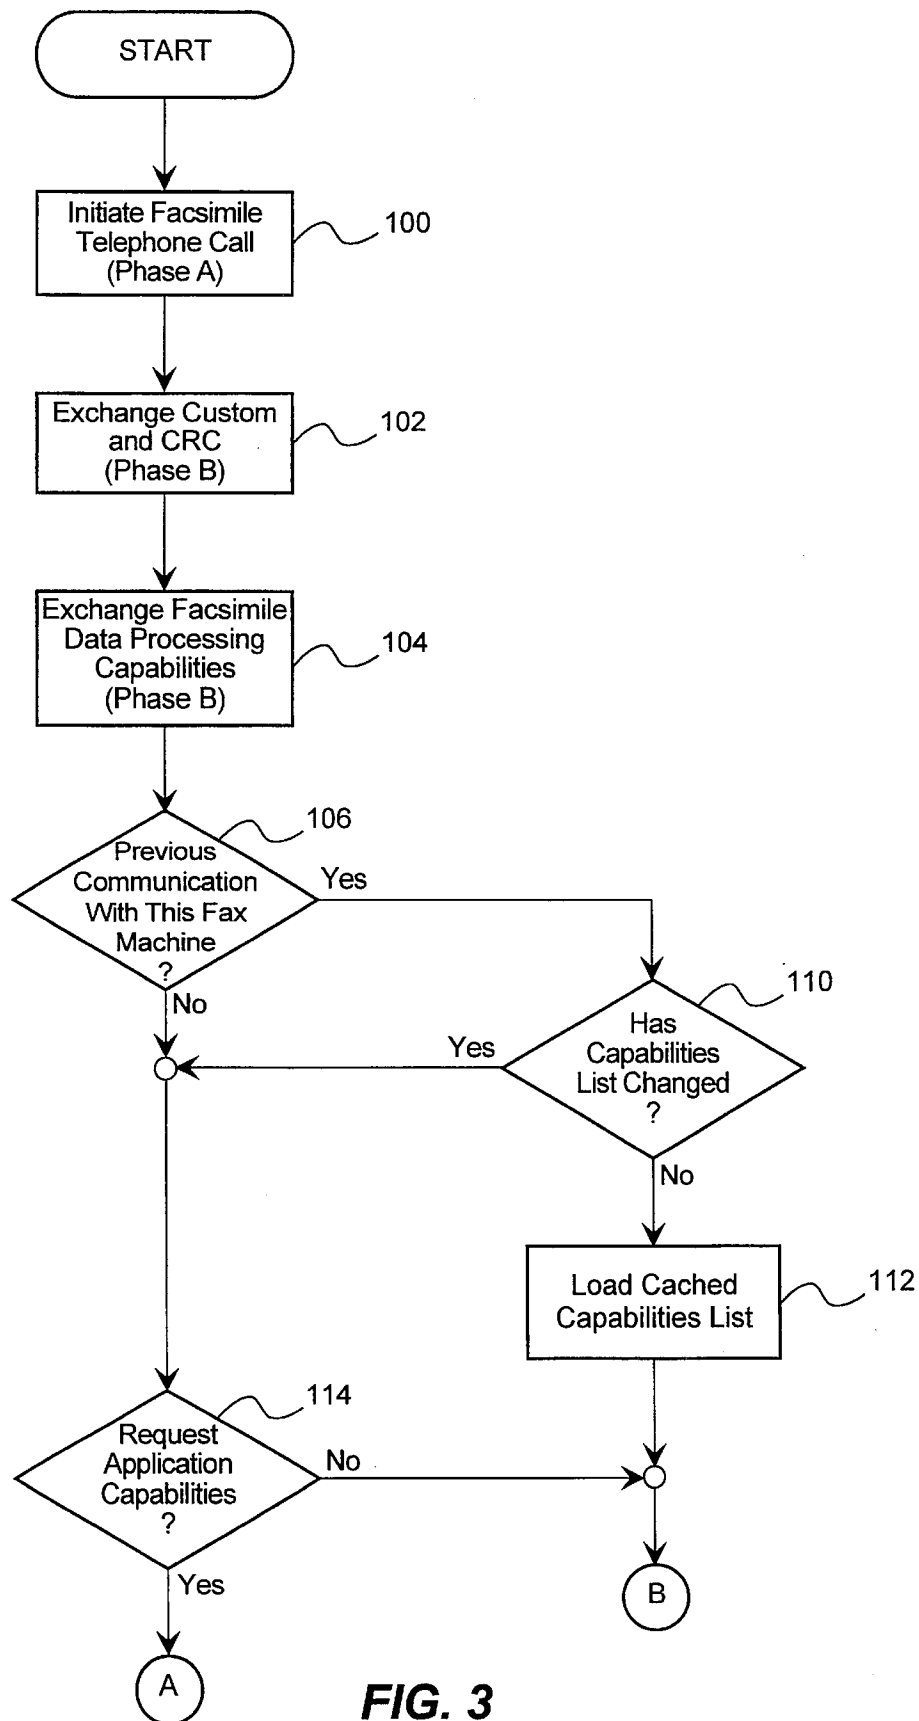 START
Initiate Facsimile
Telephone Call
(Phase A)
100
Exchange Custom
and CRC
(Phase B)
102
Exchange Facsimile
Data Processing
Capabilities
(Phase B)
104
106
Previous
Communication
With This Fax
Machine
?
Yes
No
110
Has
Capabilities
List Changed
?
Yes
No
Load Cached
Capabilities List
112
114
Request
Application
Capabilities
?
No
Yes
B
A
FIG. 3